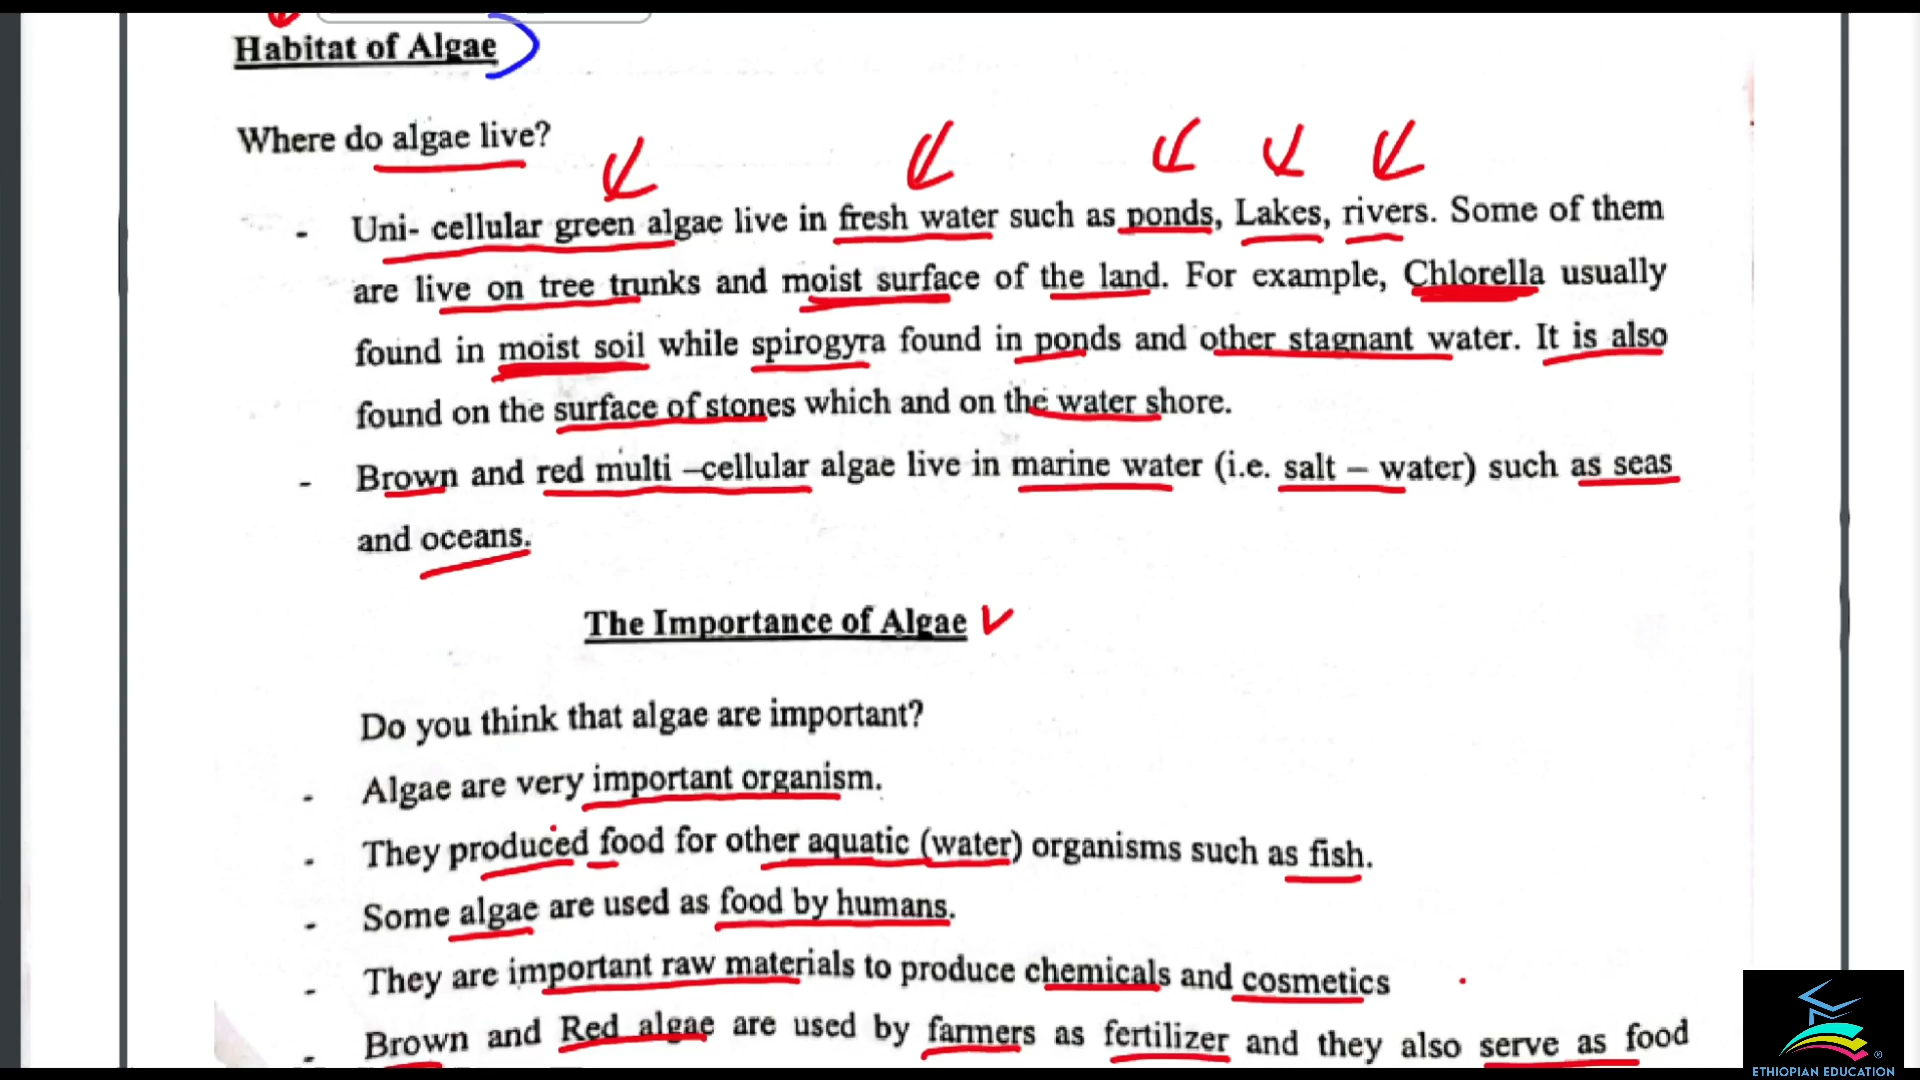 Habitat of Algae
Where do algae live?
- Uni- cellular green algae live in fresh water such as ponds, Lakes, rivers. Some of them
are live on tree trunks and moist surface of the land. For example, Chlorella usually
found in moist soil while spirogyra found in ponds and other stagnant water. It is also
found on the surface of stones which and on the water shore.
- Brown and red multi –cellular algae live in marine water (i.e. salt – water) such as seas
and oceans.
The Importance of Algae
Do you think that algae are important?
- Algae are very important organism.
- They produced food for other aquatic (water) organisms such as fish.
- Some algae are used as food by humans.
- They are important raw materials to produce chemicals and cosmetics
- Brown and Red algae are used by farmers as fertilizer and they also serve as food
ETHIOPIAN EDUCATION